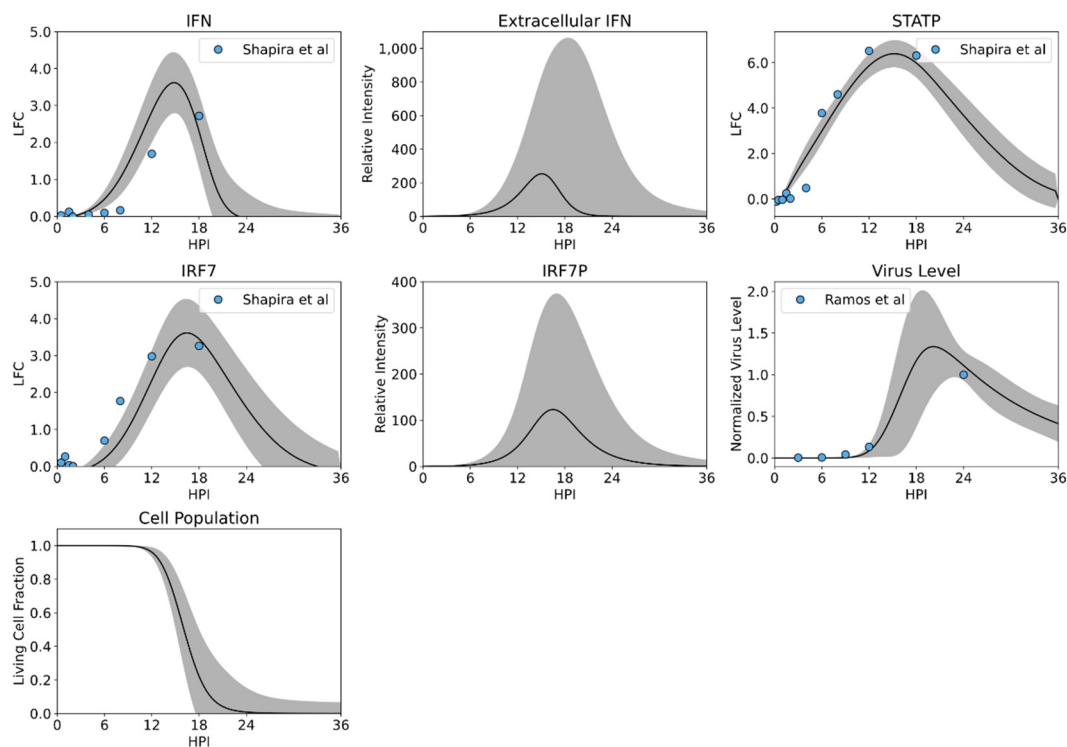 IFN
Shapira et al
5.0
4.0
3.0
2.0
1.0
0.0
LFC
0 6 12 18 24 30 36
HPI
Extracellular IFN
1,000
800
600
400
200
0
Relative Intensity
0 6 12 18 24 30 36
HPI
STATP
Shapira et al
6.0
4.0
2.0
0.0
LFC
0 6 12 18 24 30 36
HPI
IRF7
Shapira et al
5.0
4.0
3.0
2.0
1.0
0.0
LFC
0 6 12 18 24 30 36
HPI
IRF7P
400
300
200
100
0
Relative Intensity
0 6 12 18 24 30 36
HPI
Virus Level
Ramos et al
2.0
1.5
1.0
0.5
0.0
Normalized Virus Level
0 6 12 18 24 30 36
HPI
Cell Population
1.0
0.8
0.6
0.4
0.2
0.0
Living Cell Fraction
0 6 12 18 24 30 36
HPI